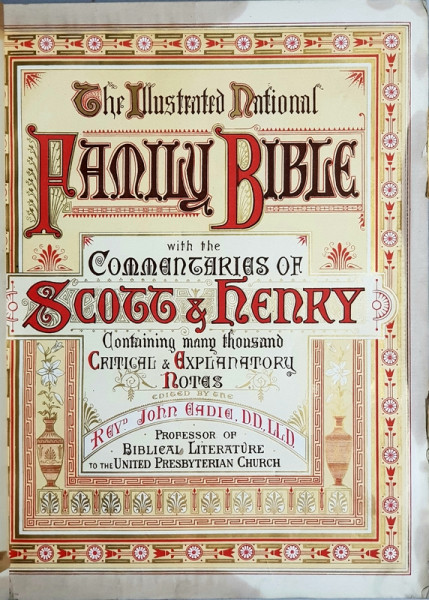 The Illustrated National
FAMILY BIBLE
with the
COMMENTARIES OF
SCOTT & HENRY
Containing many thousand
CRITICAL & EXPLANATORY
NOTES
EDITED BY THE
REVD JOHN EADIE, DD, LLD
PROFESSOR OF
BIBLICAL LITERATURE
TO THE UNITED PRESBYTERIAN CHURCH